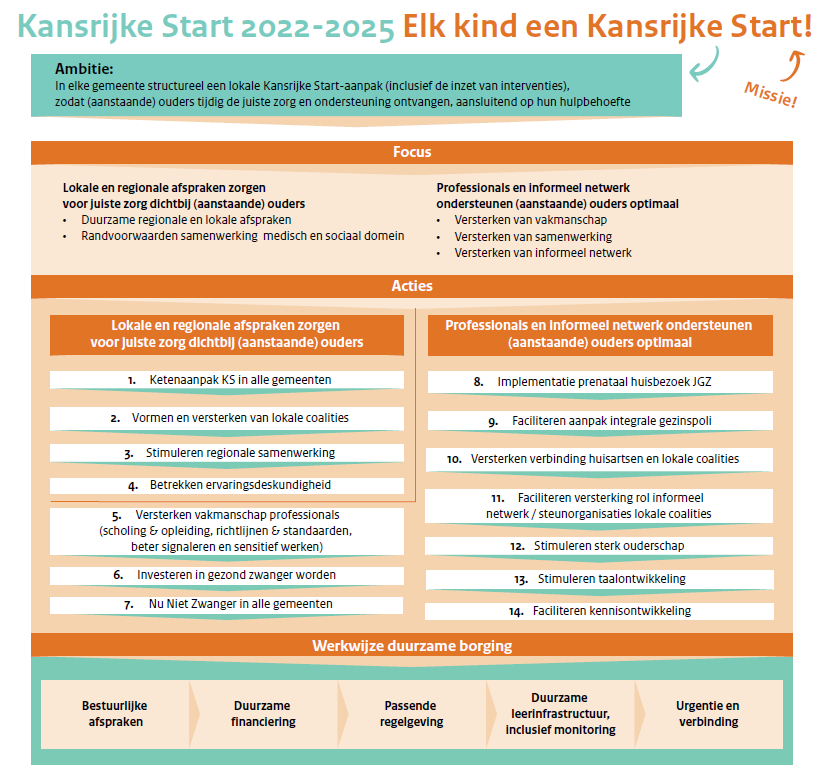 Kansrijke Start 2022-2025 Elk kind een Kansrijke Start!
Missie!
Ambitie:
In elke gemeente structureel een lokale Kansrijke Start-aanpak (inclusief de inzet van interventies),
zodat (aanstaande) ouders tijdig de juiste zorg en ondersteuning ontvangen, aansluitend op hun hulpbehoefte
Focus
Lokale en regionale afspraken zorgen
voor juiste zorg dichtbij (aanstaande) ouders
• Duurzame regionale en lokale afspraken
• Randvoorwaarden samenwerking medisch en sociaal domein
Professionals en informeel netwerk
ondersteunen (aanstaande) ouders optimaal
• Versterken van vakmanschap
• Versterken van samenwerking
• Versterken van informeel netwerk
Acties
Lokale en regionale afspraken zorgen
voor juiste zorg dichtbij (aanstaande) ouders
1. Ketenaanpak KS in alle gemeenten
2. Vormen en versterken van lokale coalities
3. Stimuleren regionale samenwerking
4. Betrekken ervaringsdeskundigheid
5. Versterken vakmanschap professionals
(scholing & opleiding, richtlijnen & standaarden,
beter signaleren en sensitief werken)
6. Investeren in gezond zwanger worden
7. Nu Niet Zwanger in alle gemeenten
Professionals en informeel netwerk ondersteunen
(aanstaande) ouders optimaal
8. Implementatie prenataal huisbezoek JGZ
9. Faciliteren aanpak integrale gezinspoli
10. Versterken verbinding huisartsen en lokale coalities
11. Faciliteren versterking rol informeel
netwerk / steunorganisaties lokale coalities
12. Stimuleren sterk ouderschap
13. Stimuleren taalontwikkeling
14. Faciliteren kennisontwikkeling
Werkwijze duurzame borging
Bestuurlijke
afspraken
Duurzame
financiering
Passende
regelgeving
Duurzame
leerinfrastructuur,
inclusief monitoring
Urgentie en
verbinding